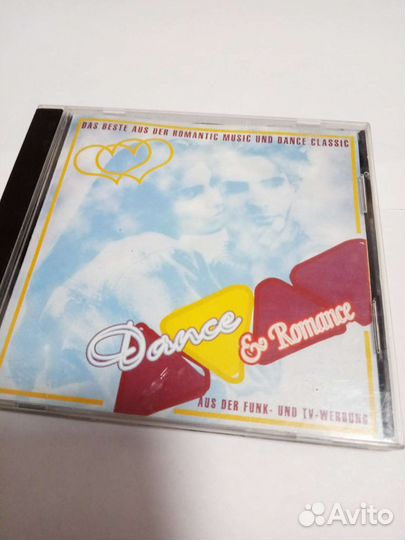 DAS BESTE AUS DER ROMANTIC MUSIC UND DANCE CLASSIC
Dance
& Romance
AUS DER FUNK- UND TV-WERBUNG
Avito